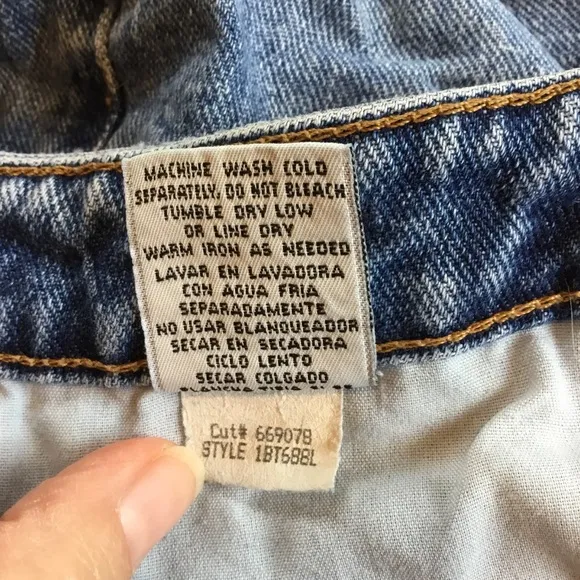 MACHINE WASH COLD
SEPARATELY. DO NOT BLEACH
TUMBLE DRY LOW
OR LINE DRY
WARM IRON AS NEEDED
LAVAR EN LAVADORA
CON AGUA FRIA
SEPARADAMENTE
NO USAR BLANQUEADOR
SECAR EN SECADORA
CICLO LENTO
SECAR COLGADO
PLANCHA TIBIA
Cut# 669078
STYLE 1BT688L